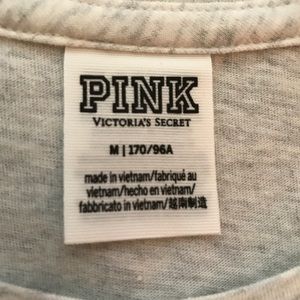 PINK
VICTORIA'S SECRET
M | 170/96A
made in vietnam/fabriqué au
vietnam/hecho en vietnam/
fabbricato in vietnam/越南制造